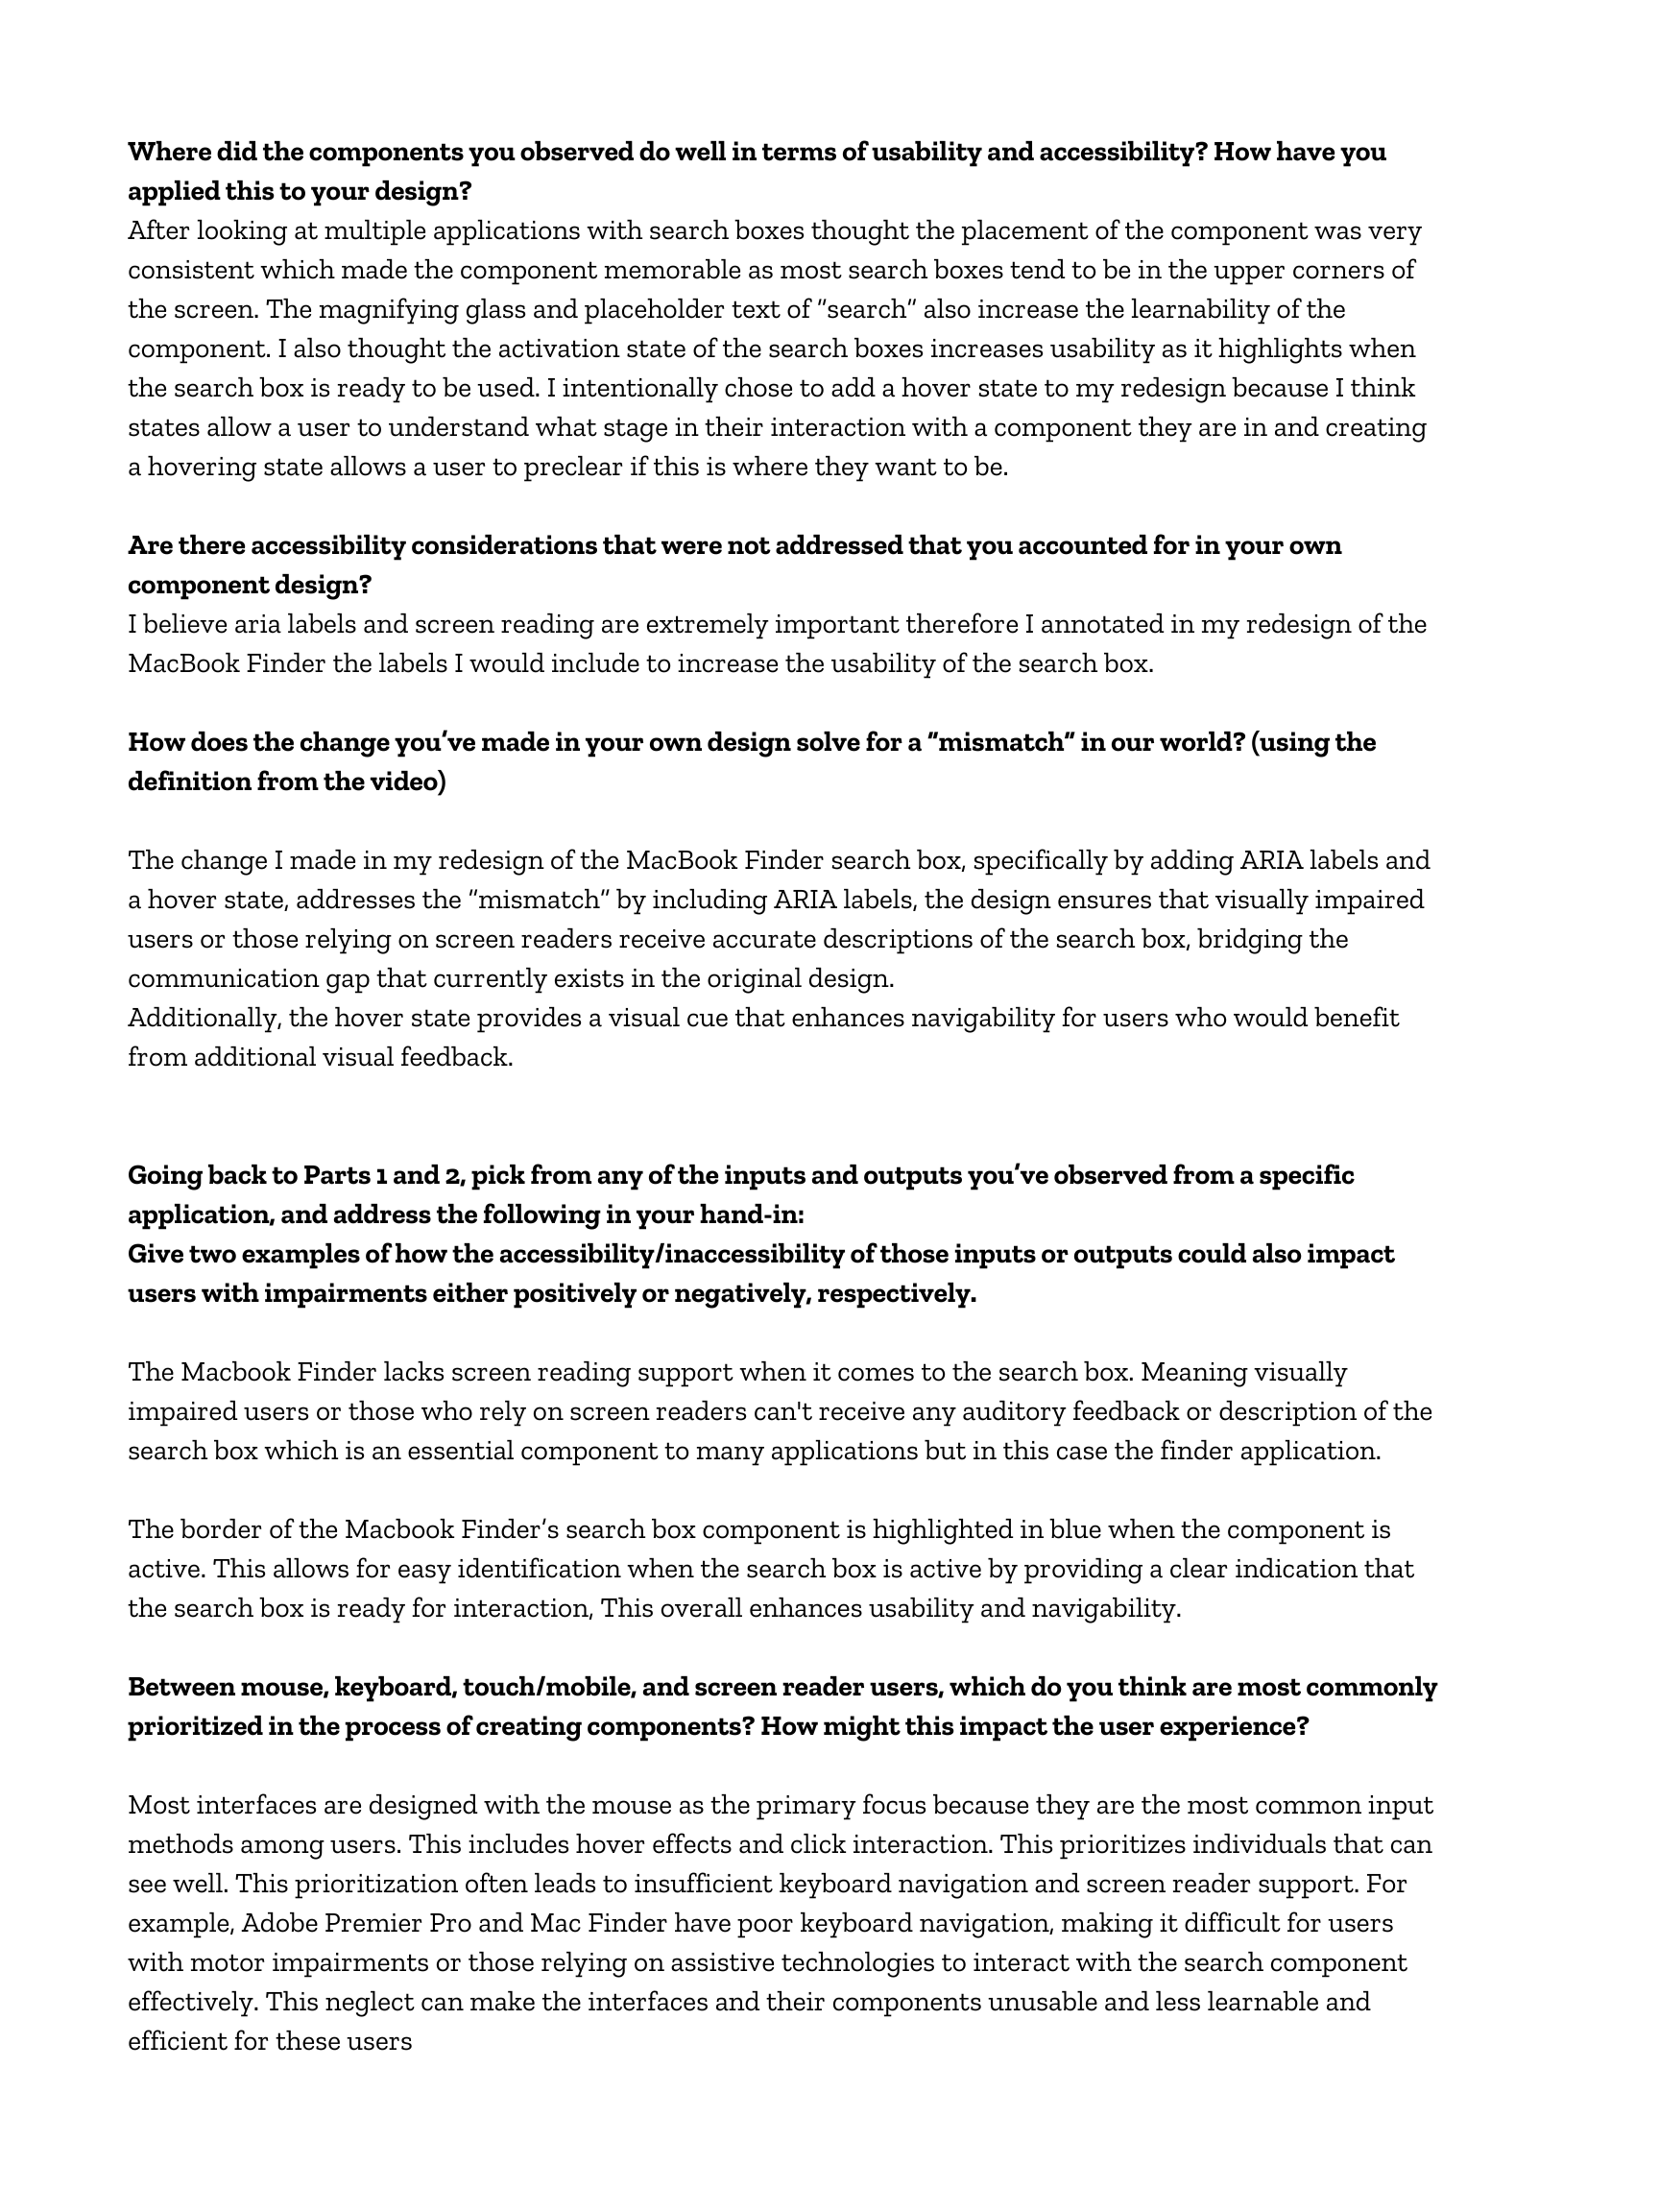 Where did the components you observed do well in terms of usability and accessibility? How have you
applied this to your design?
After looking at multiple applications with search boxes thought the placement of the component was very
consistent which made the component memorable as most search boxes tend to be in the upper corners of
the screen. The magnifying glass and placeholder text of “search” also increase the learnability of the
component. I also thought the activation state of the search boxes increases usability as it highlights when
the search box is ready to be used. I intentionally chose to add a hover state to my redesign because I think
states allow a user to understand what stage in their interaction with a component they are in and creating
a hovering state allows a user to preclear if this is where they want to be.
Are there accessibility considerations that were not addressed that you accounted for in your own
component design?
I believe aria labels and screen reading are extremely important therefore I annotated in my redesign of the
MacBook Finder the labels I would include to increase the usability of the search box.
How does the change you’ve made in your own design solve for a “mismatch” in our world? (using the
definition from the video)
The change I made in my redesign of the MacBook Finder search box, specifically by adding ARIA labels and
a hover state, addresses the “mismatch” by including ARIA labels, the design ensures that visually impaired
users or those relying on screen readers receive accurate descriptions of the search box, bridging the
communication gap that currently exists in the original design.
Additionally, the hover state provides a visual cue that enhances navigability for users who would benefit
from additional visual feedback.
Going back to Parts 1 and 2, pick from any of the inputs and outputs you’ve observed from a specific
application, and address the following in your hand-in:
Give two examples of how the accessibility/inaccessibility of those inputs or outputs could also impact
users with impairments either positively or negatively, respectively.
The Macbook Finder lacks screen reading support when it comes to the search box. Meaning visually
impaired users or those who rely on screen readers can't receive any auditory feedback or description of the
search box which is an essential component to many applications but in this case the finder application.
The border of the Macbook Finder’s search box component is highlighted in blue when the component is
active. This allows for easy identification when the search box is active by providing a clear indication that
the search box is ready for interaction, This overall enhances usability and navigability.
Between mouse, keyboard, touch/mobile, and screen reader users, which do you think are most commonly
prioritized in the process of creating components? How might this impact the user experience?
Most interfaces are designed with the mouse as the primary focus because they are the most common input
methods among users. This includes hover effects and click interaction. This prioritizes individuals that can
see well. This prioritization often leads to insufficient keyboard navigation and screen reader support. For
example, Adobe Premier Pro and Mac Finder have poor keyboard navigation, making it difficult for users
with motor impairments or those relying on assistive technologies to interact with the search component
effectively. This neglect can make the interfaces and their components unusable and less learnable and
efficient for these users